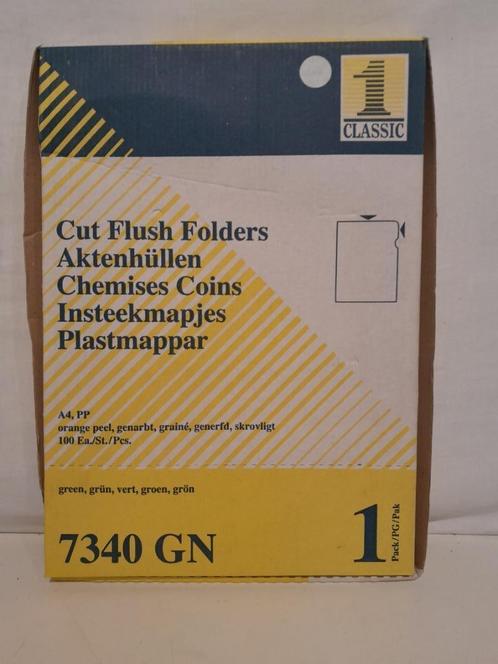 1
CLASSIC
Cut Flush Folders
Aktenhüllen
Chemises Coins
Insteekmapjes
Plastmappar
A4, PP
orange peel, genarbt, grainé, generfd, skrovligt
100 Ea./St./Pcs.
green, grün, vert, groen, grön
7340 GN
1
Pack/PG/Pak